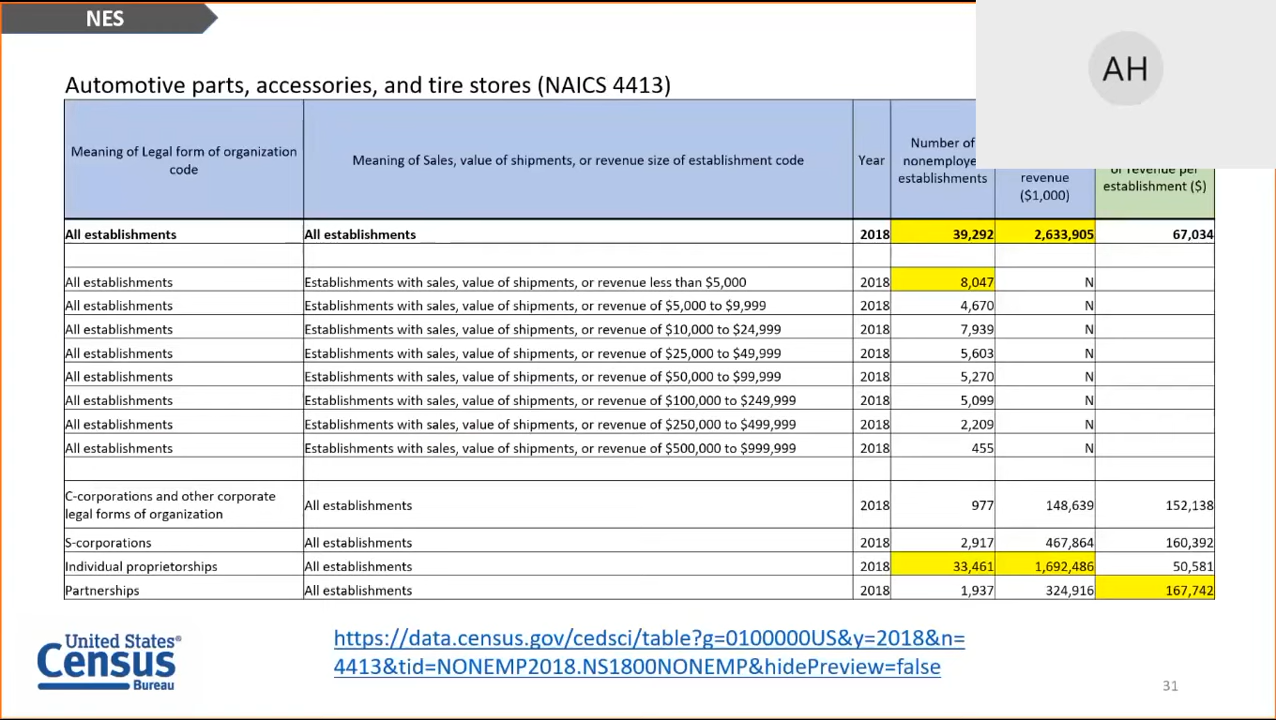 NES
AH
Automotive parts, accessories, and tire stores (NAICS 4413)
Meaning of Legal form of organization code | Meaning of Sales, value of shipments, or revenue size of establishment code | Year | Number of establishments | revenue ($1,000) | or revenue per establishment ($)
All establishments | All establishments | 2018 | 39,292 | 2,633,905 | 67,034
All establishments | Establishments with sales, value of shipments, or revenue less than $5,000 | 2018 | 8,047 | N
All establishments | Establishments with sales, value of shipments, or revenue of $5,000 to $9,999 | 2018 | 4,670 | N
All establishments | Establishments with sales, value of shipments, or revenue of $10,000 to $24,999 | 2018 | 7,939 | N
All establishments | Establishments with sales, value of shipments, or revenue of $25,000 to $49,999 | 2018 | 5,603 | N
All establishments | Establishments with sales, value of shipments, or revenue of $50,000 to $99,999 | 2018 | 5,270 | N
All establishments | Establishments with sales, value of shipments, or revenue of $100,000 to $249,999 | 2018 | 5,099 | N
All establishments | Establishments with sales, value of shipments, or revenue of $250,000 to $499,999 | 2018 | 2,209 | N
All establishments | Establishments with sales, value of shipments, or revenue of $500,000 to $999,999 | 2018 | 455 | N
C-corporations and other corporate legal forms of organization | All establishments | 2018 | 977 | 148,639 | 152,138
S-corporations | All establishments | 2018 | 2,917 | 467,864 | 160,392
Individual proprietorships | All establishments | 2018 | 33,461 | 1,692,486 | 50,581
Partnerships | All establishments | 2018 | 1,937 | 324,916 | 167,742
United States®
Census
Bureau
https://data.census.gov/cedsci/table?g=0100000US&y=2018&n=
4413&tid=NONEMP2018.NS1800NONEMP&hidePreview=false
31